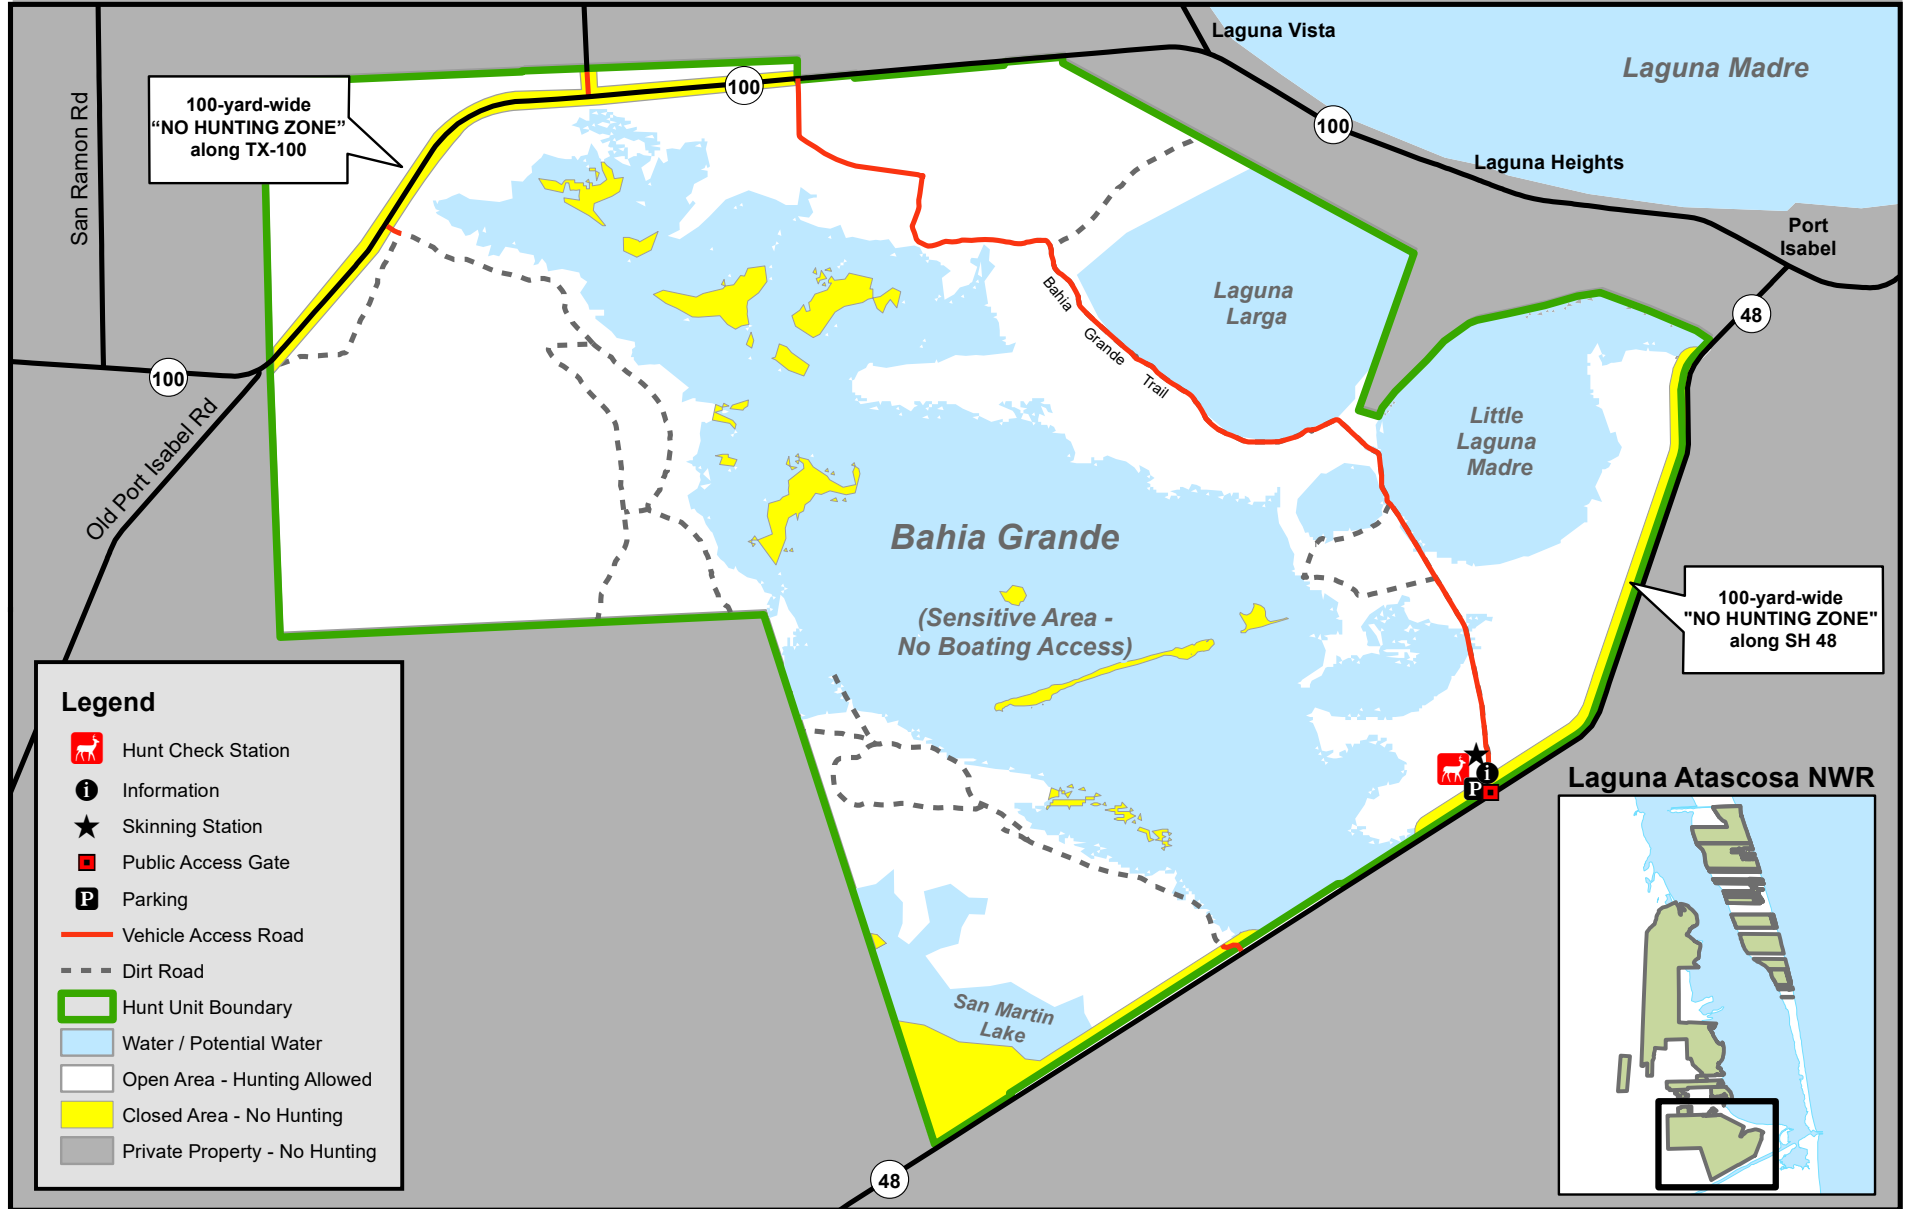 Laguna Vista
Laguna Madre
100-yard-wide
“NO HUNTING ZONE”
along TX-100
100
100
San Ramon Rd
Laguna Heights
Port
Isabel
Laguna
Larga
Bahia Grande Trail
48
100
Old Port Isabel Rd
Little
Laguna
Madre
Bahia Grande
(Sensitive Area -
No Boating Access)
100-yard-wide
"NO HUNTING ZONE"
along SH 48
Legend
Hunt Check Station
i Information
Skinning Station
Public Access Gate
P Parking
Vehicle Access Road
Dirt Road
Hunt Unit Boundary
Water / Potential Water
Open Area - Hunting Allowed
Closed Area - No Hunting
Private Property - No Hunting
i
P
San Martin
Lake
48
Laguna Atascosa NWR